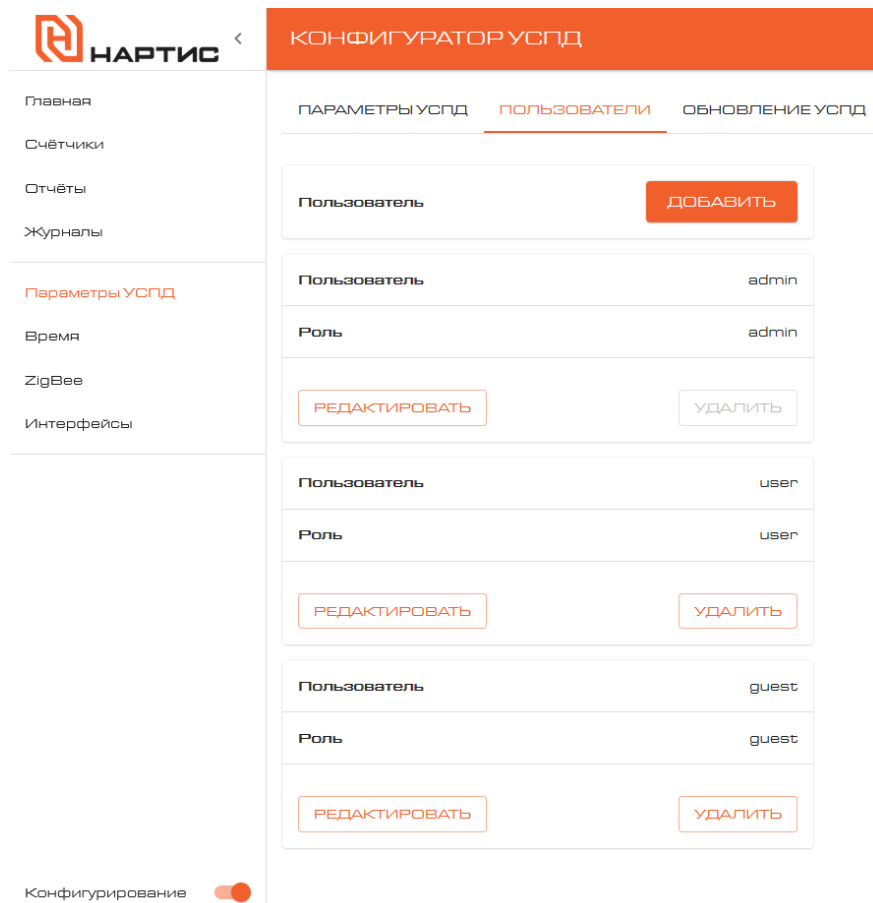 НАРТИС
КОНФИГУРАТОР УСПД
Главная
Счётчики
Отчёты
Журналы
Параметры УСПД
Время
ZigBee
Интерфейсы
Конфигурирование
ПАРАМЕТРЫ УСПД ПОЛЬЗОВАТЕЛИ ОБНОВЛЕНИЕ УСПД
Пользователь ДОБАВИТЬ
Пользователь admin
Роль admin
РЕДАКТИРОВАТЬ УДАЛИТЬ
Пользователь user
Роль user
РЕДАКТИРОВАТЬ УДАЛИТЬ
Пользователь guest
Роль guest
РЕДАКТИРОВАТЬ УДАЛИТЬ